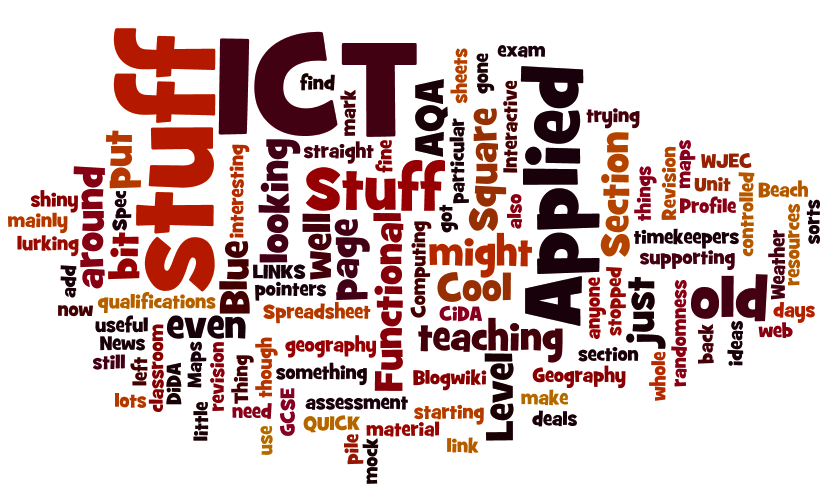 ICT
stuff
Applied
exam
find
mark
AQA
sheets
gone
Interactive
trying
put
straight
fine
particular
Square
Section
interesting
looking
Stuff
things
Revision
maps
WJEC
Unit
Profile
controlled
Beach
resources
sorts
shiny
mainly
lurking
around
Spec
bit
well
page
Functional
got
also
might
Computing
Cool
timekeepers
supporting
Weather
add
now
qualifications
Blue
LINKS
pointers
Spreadsheet
CiDA
anyone
stopped
just
old
days
web
useful
News
still
even
teaching
randomness
back
ideas
left
classroom
DiDA
Maps
revision
Thing
though
geography
something
Blogwiki
Level
section
Geography
whole
lots
little
need
GCSE
assessment
starting
make
deals
use
QUICK
material
link
pile
mock